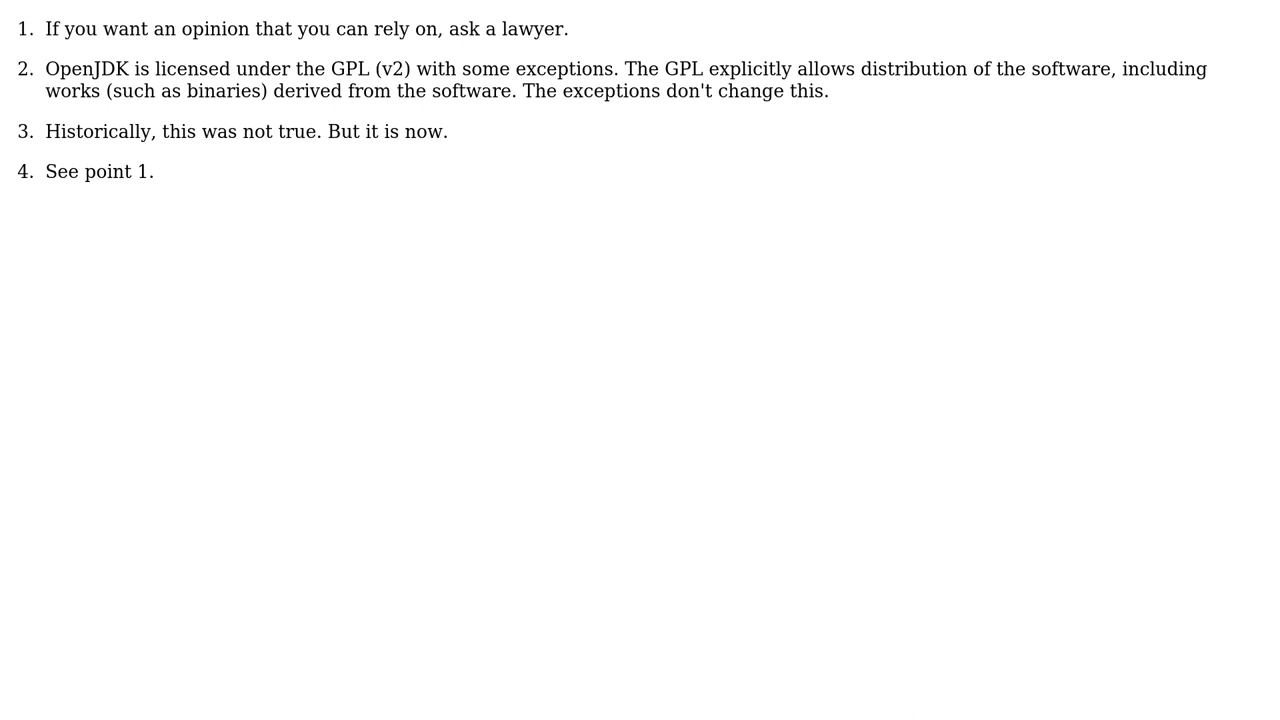 1. If you want an opinion that you can rely on, ask a lawyer.
2. OpenJDK is licensed under the GPL (v2) with some exceptions. The GPL explicitly allows distribution of the software, including
works (such as binaries) derived from the software. The exceptions don't change this.
3. Historically, this was not true. But it is now.
4. See point 1.